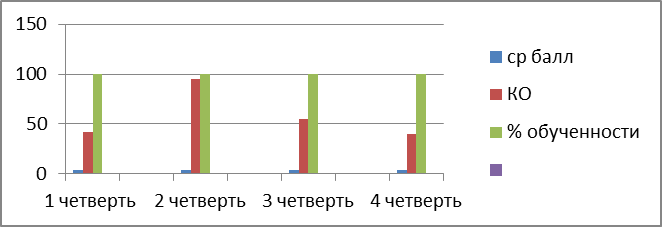 150
100
50
0
1 четверть 2 четверть 3 четверть 4 четверть
ср балл
КО
% обученности